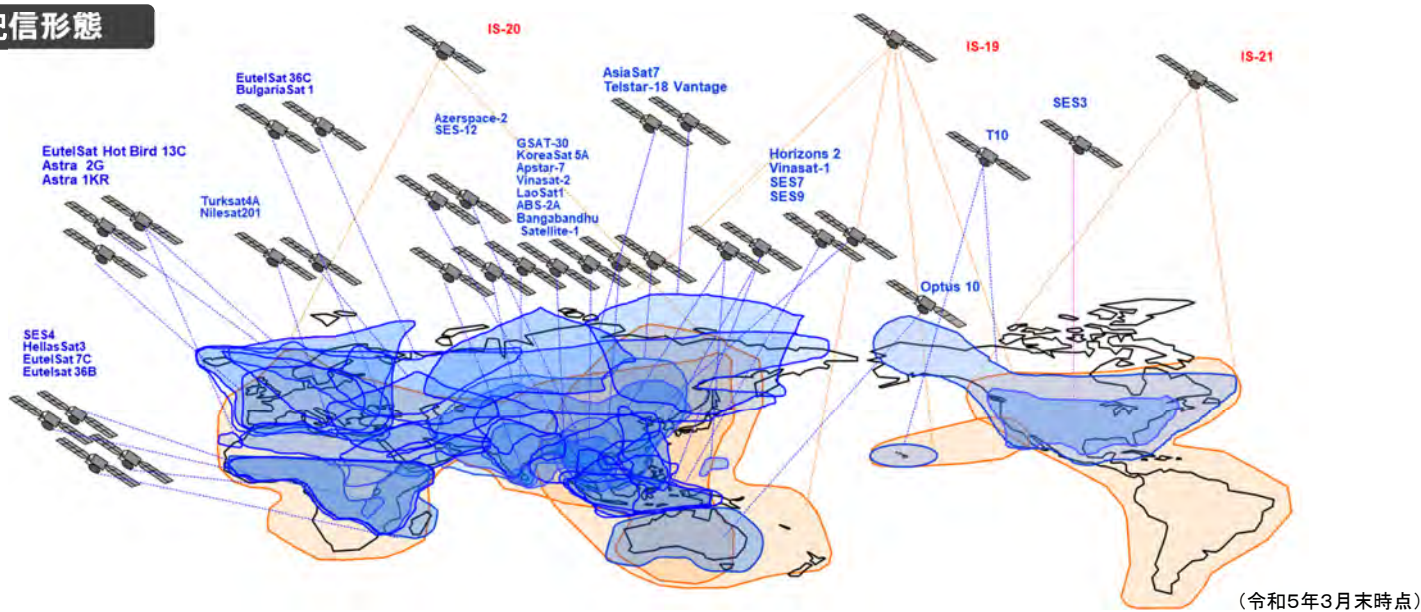 信形態
IS-20
IS-19
IS-21
EutelSat 36C
BulgariaSat 1
AsiaSat7
Telstar-18 Vantage
SES3
Azerspace-2
SES-12
T10
EutelSat Hot Bird 13C
Astra 2G
Astra 1KR
GSAT-30
KoreaSat 5A
Apstar-7
Vinasat-2
LaoSat1
ABS-2A
Bangabandhu
Satellite-1
Horizons 2
Vinasat-1
SES7
SES9
Turksat4A
Nilesat201
Optus 10
SES4
HellasSat3
EutelSat 7C
Eutelsat 36B
(令和5年3月末時点)